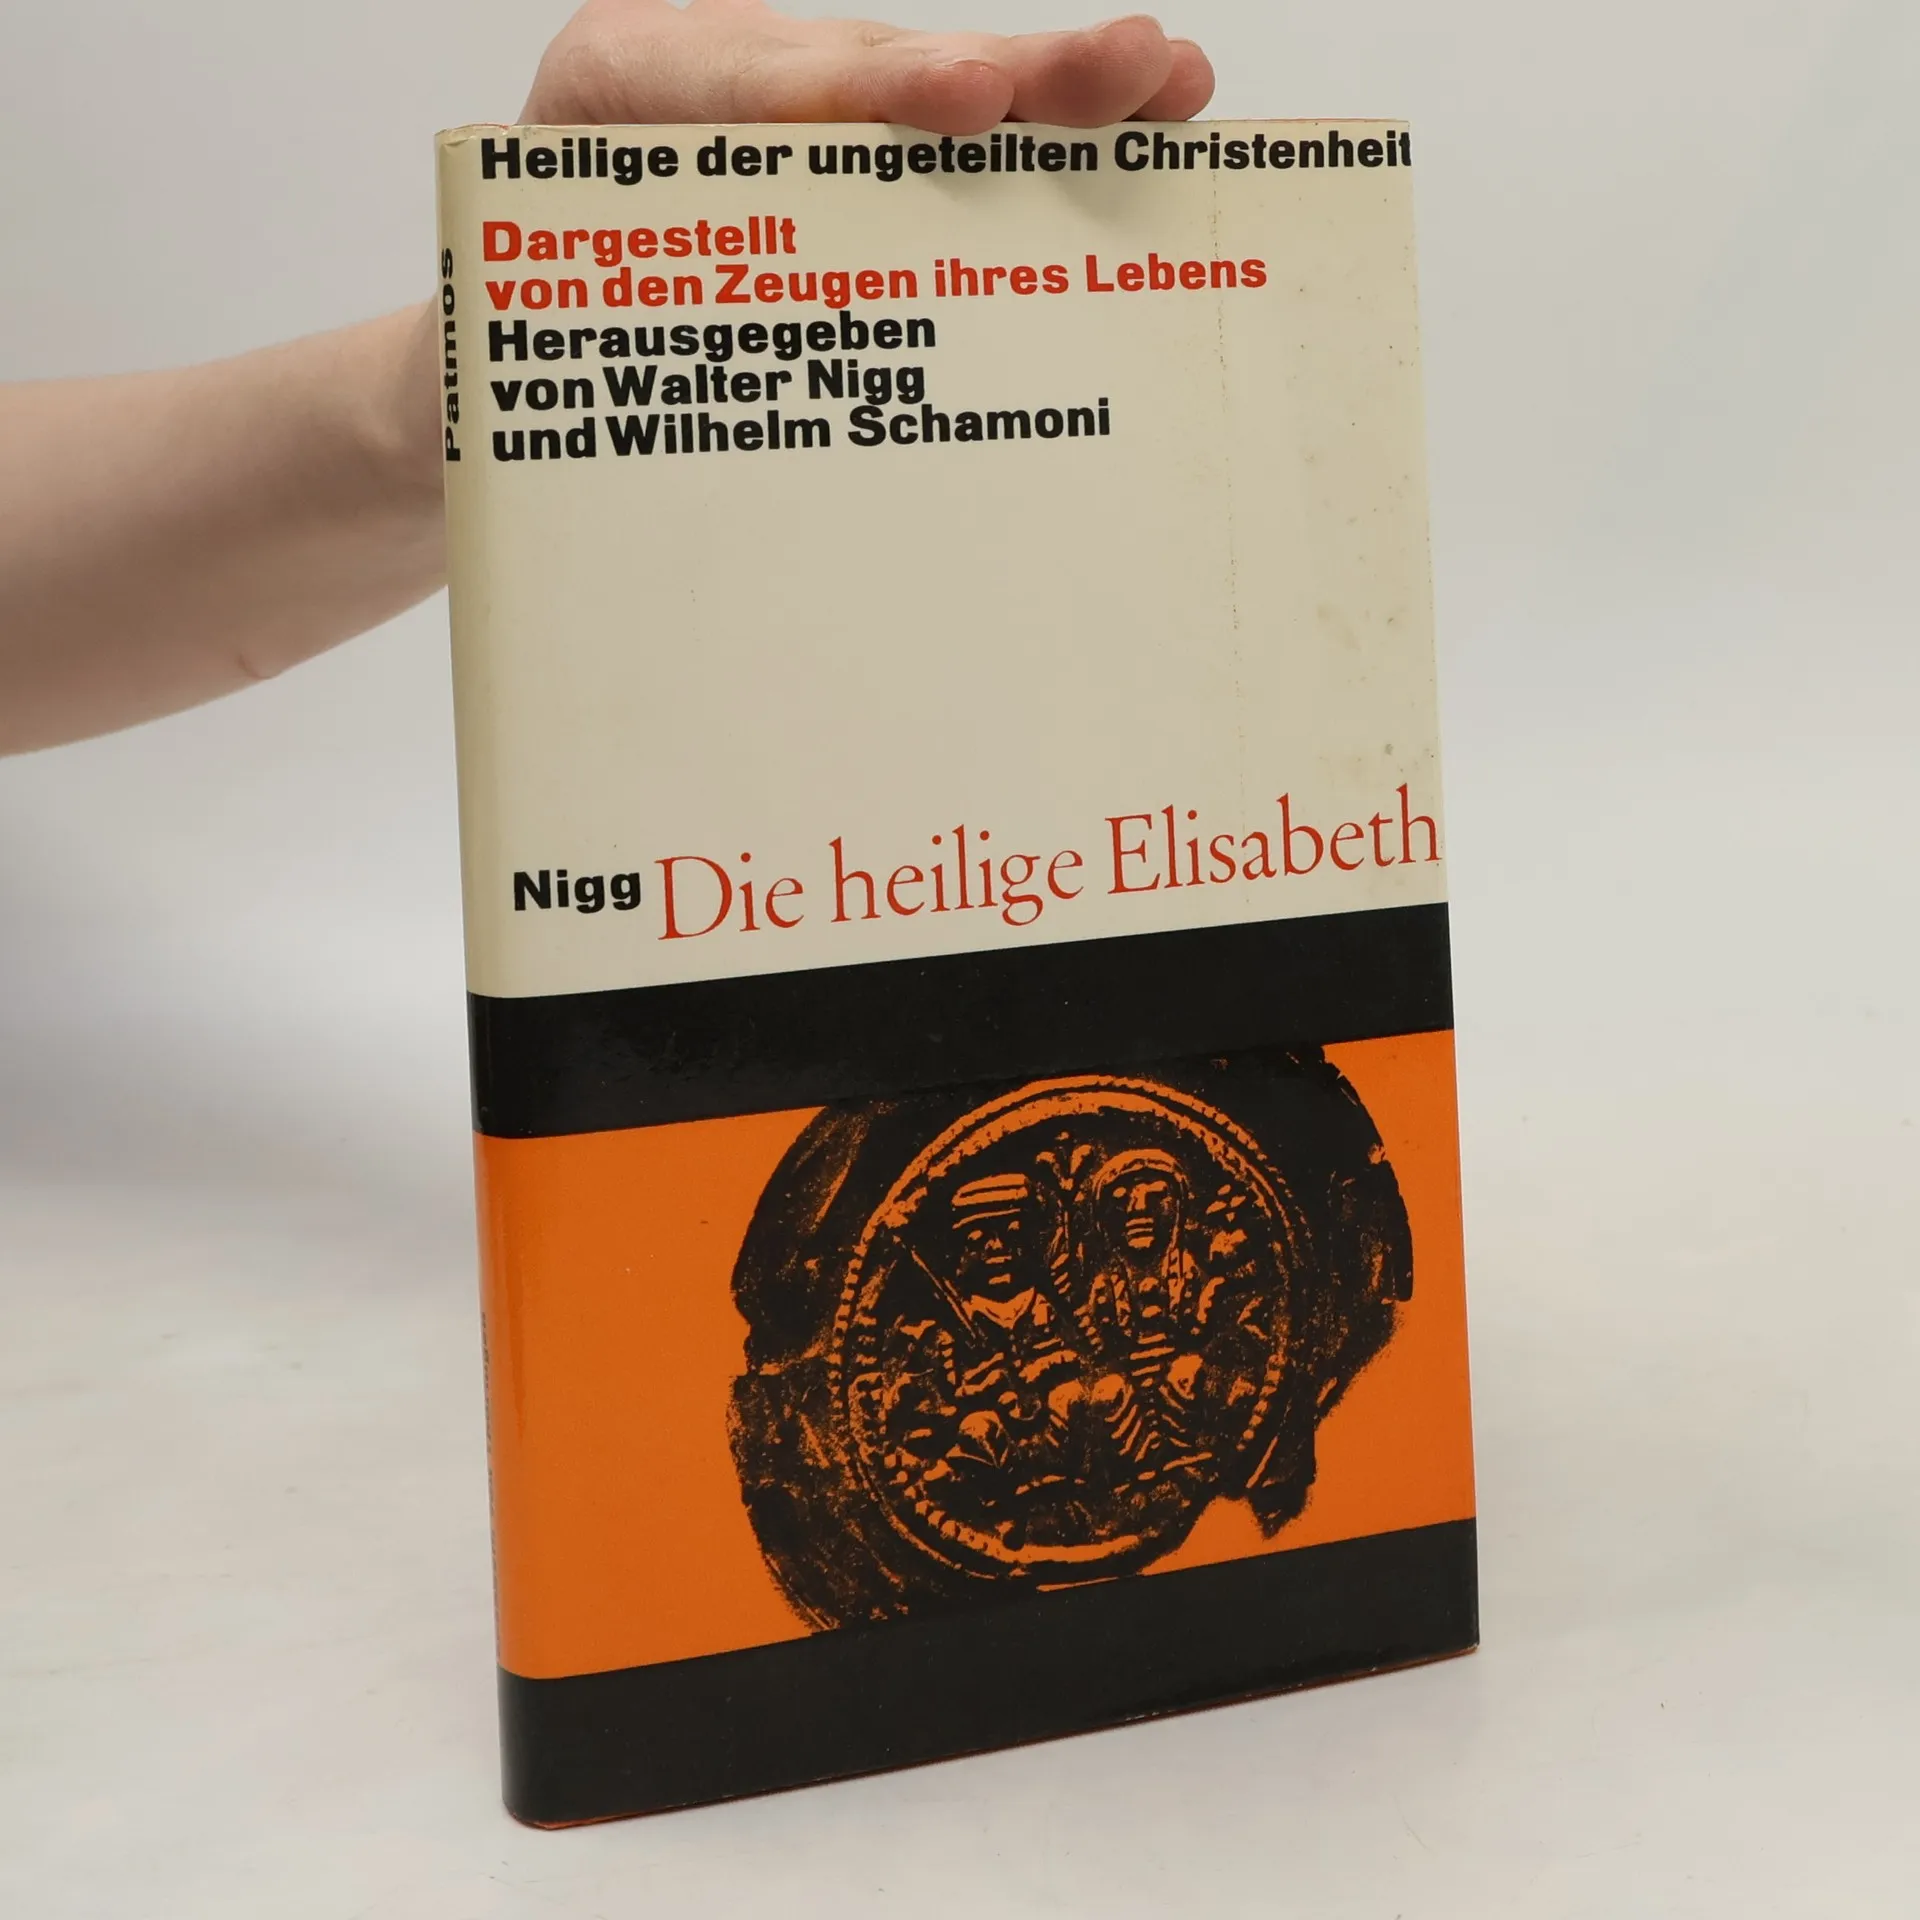 Heilige der ungeteilten Christenheit
Dargestellt
von den Zeugen ihres Lebens
Herausgegeben
von Walter Nigg
und Wilhelm Schamoni
Patmos
Nigg Die heilige Elisabeth